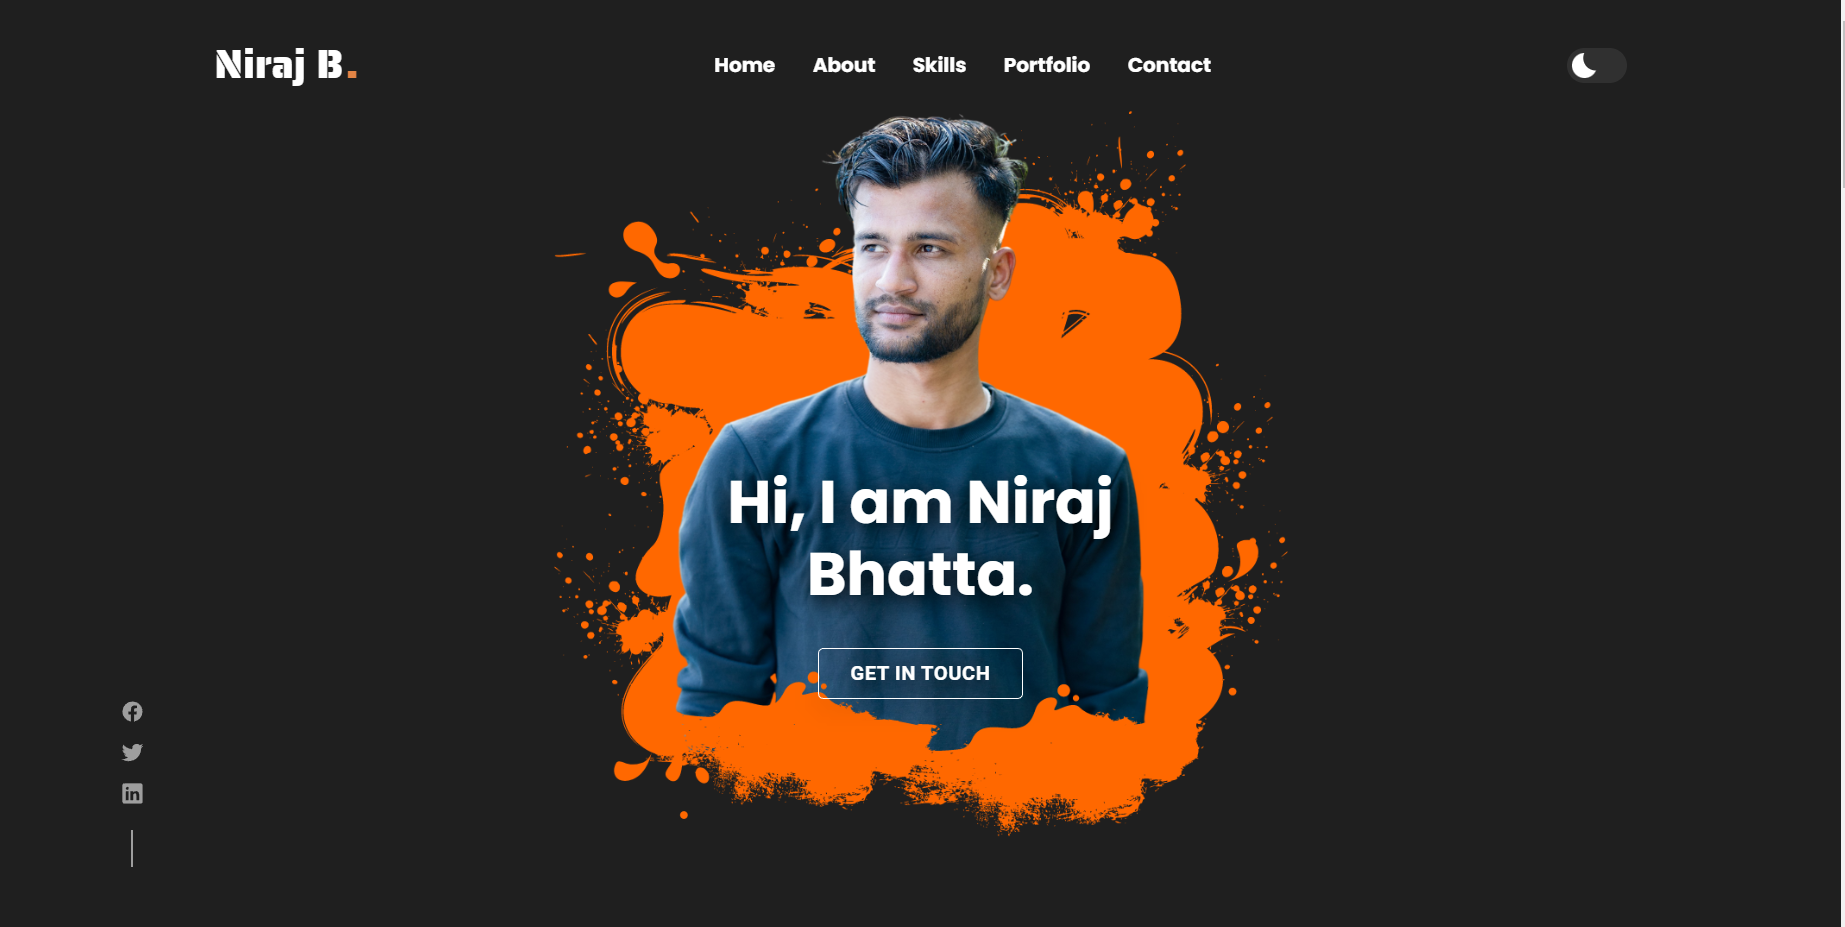 Niraj B.
Home About Skills Portfolio Contact
Hi, I am Niraj
Bhatta.
GET IN TOUCH